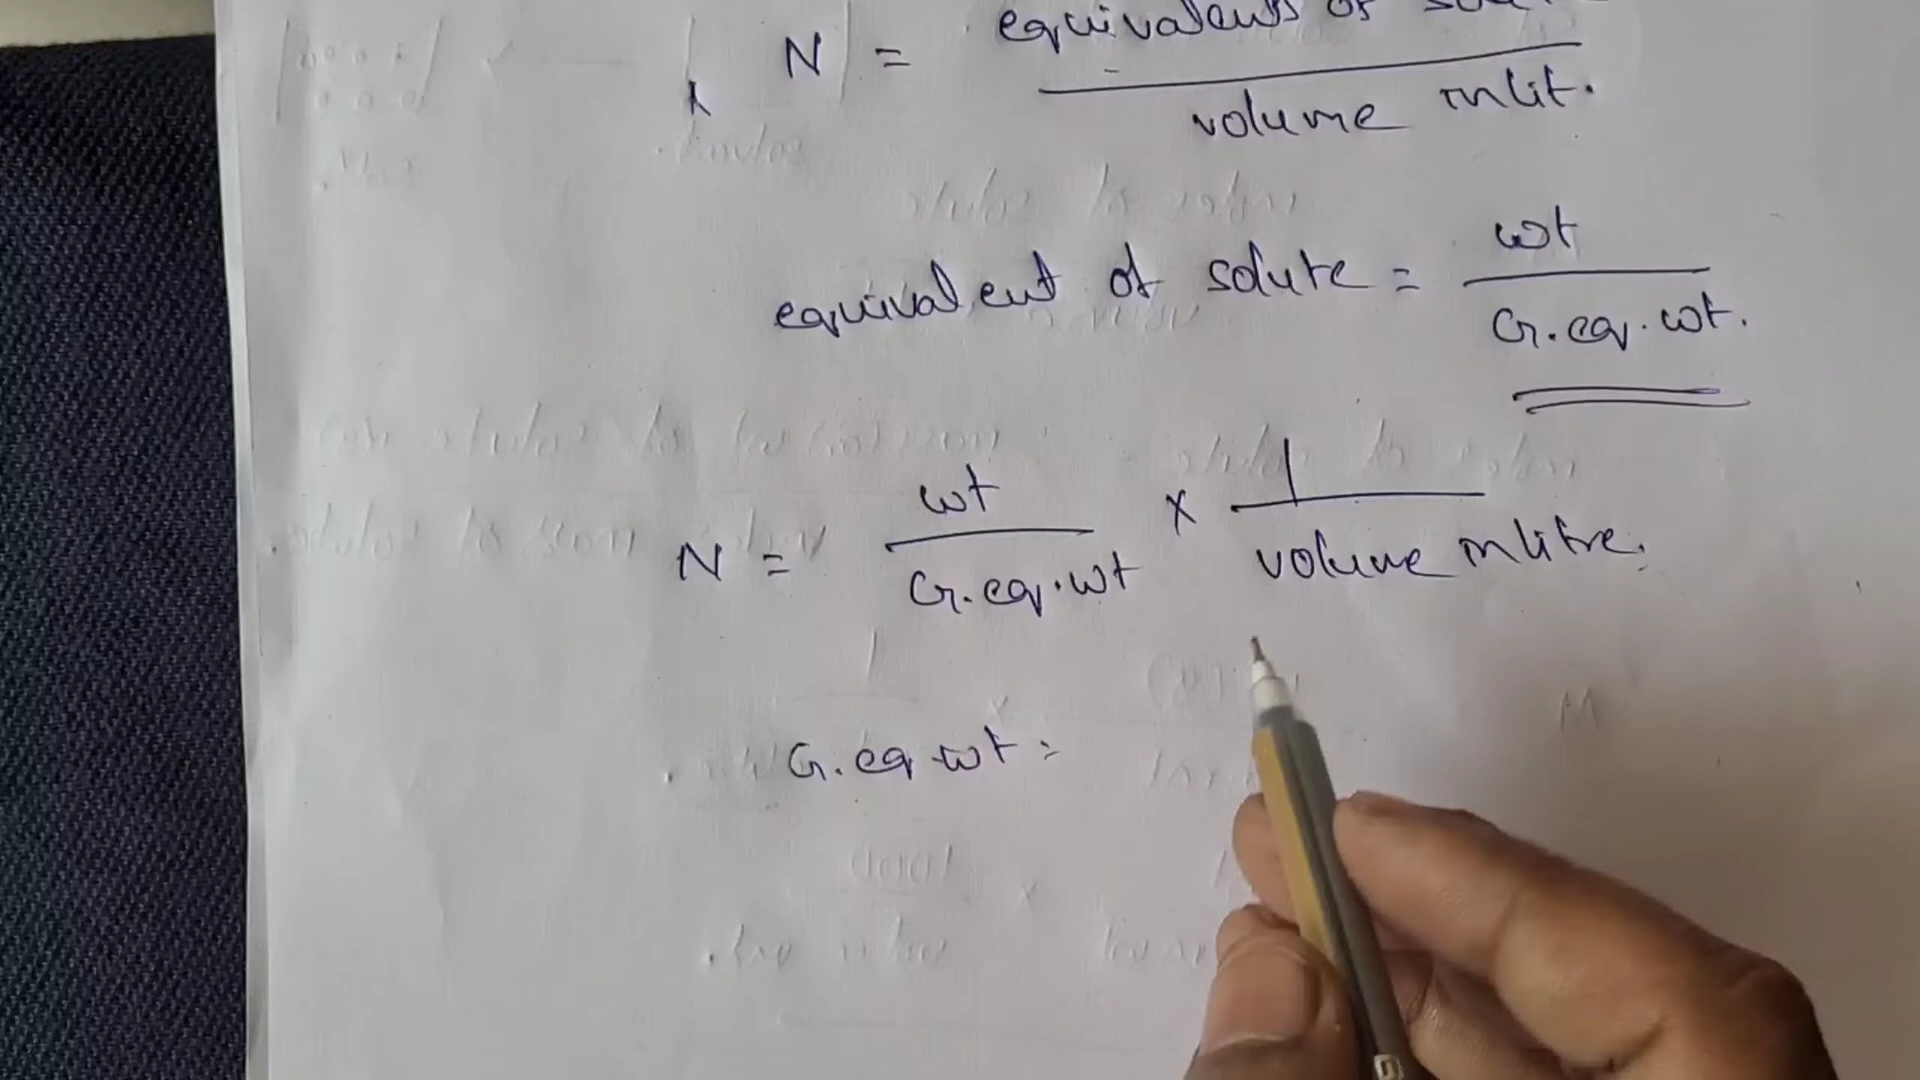 N = equivalents of
volume in lit.
equivalent of solute = wt
Gr.eq.wt.
N = wt × 1
Gr.eq.wt volume in litre.
G.eq.wt =